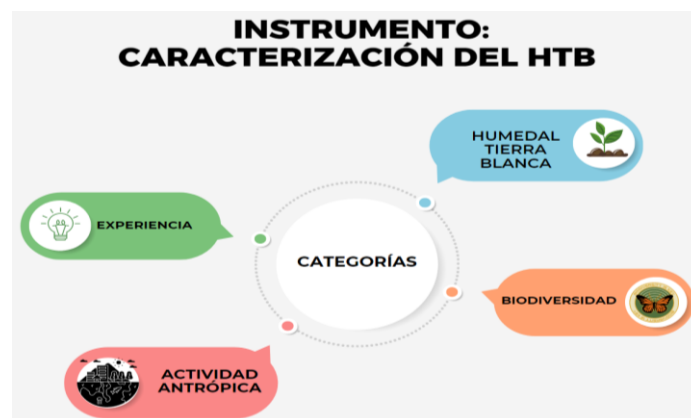 INSTRUMENTO:
CARACTERIZACIÓN DEL HTB
HUMEDAL
TIERRA
BLANCA
EXPERIENCIA
CATEGORÍAS
BIODIVERSIDAD
ACTIVIDAD
ANTRÓPICA